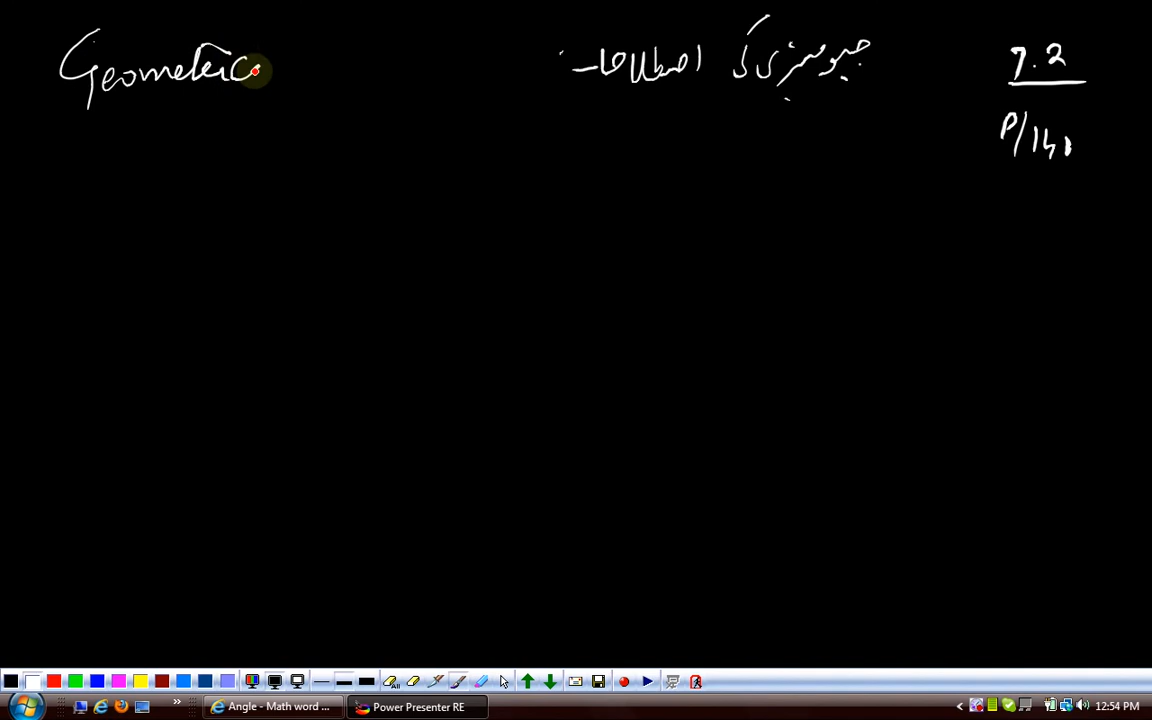 Geometric جیومیٹری کی اصطلاحات 7.2
P/141
Angle - Math word ... Power Presenter RE 12:54 PM